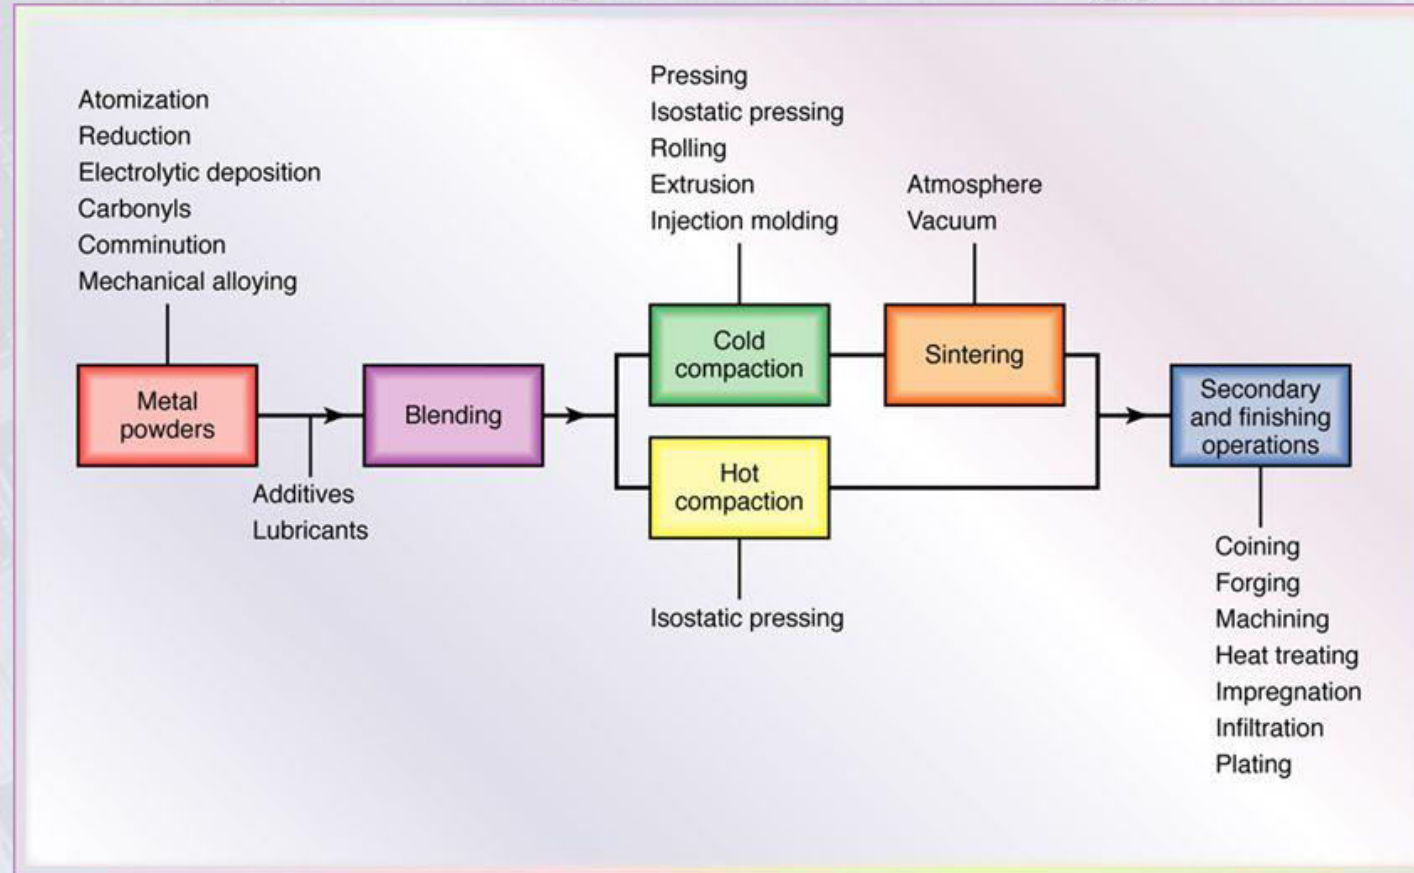 Atomization
Reduction
Electrolytic deposition
Carbonyls
Comminution
Mechanical alloying
Metal
powders
Additives
Lubricants
Blending
Pressing
Isostatic pressing
Rolling
Extrusion
Injection molding
Cold
compaction
Atmosphere
Vacuum
Sintering
Hot
compaction
Isostatic pressing
Secondary
and finishing
operations
Coining
Forging
Machining
Heat treating
Impregnation
Infiltration
Plating